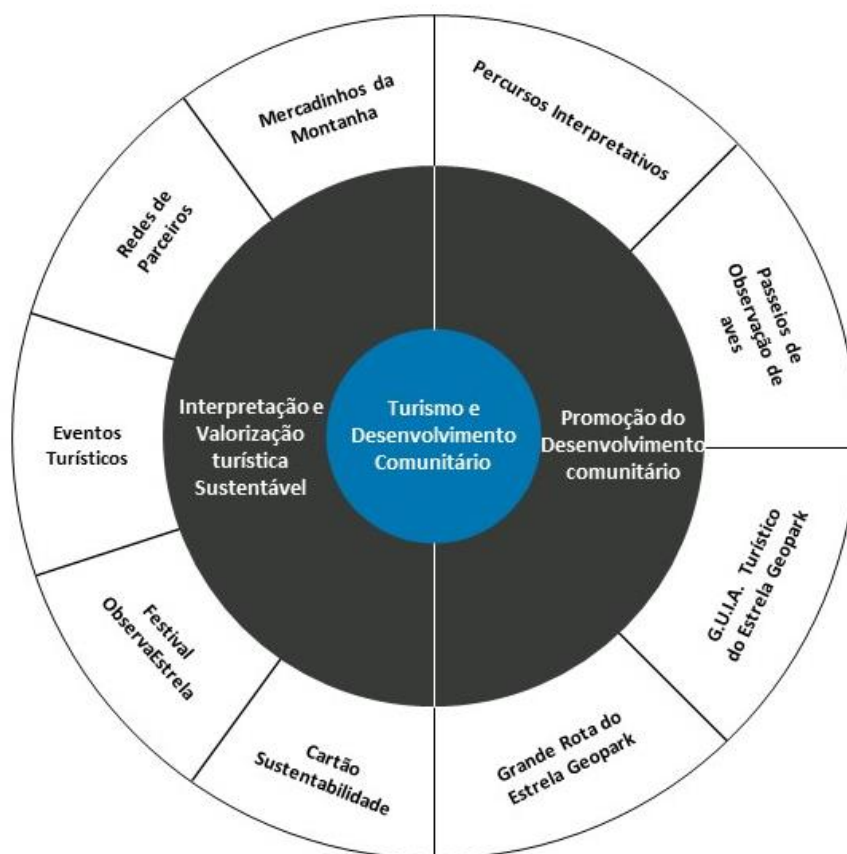 Mercadinhos da
Montanha
Percursos Interpretativos
Redes de
Parceiros
Passeios de
Observação de
aves
Eventos
Turísticos
Interpretação e
Valorização
turística
Sustentável
Turismo e
Desenvolvimento
Comunitário
Promoção do
Desenvolvimento
comunitário
G.U.I.A. Turístico
do Estrela Geopark
Festival
ObservaEstrela
Cartão
Sustentabilidade
Grande Rota do
Estrela Geopark